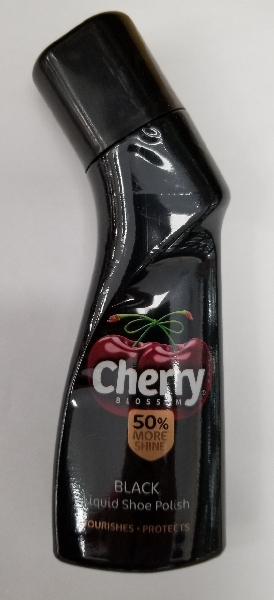 Cherry
BLOSSOM
50%
MORE
SHINE
BLACK
Liquid Shoe Polish
NOURISHES • PROTECTS